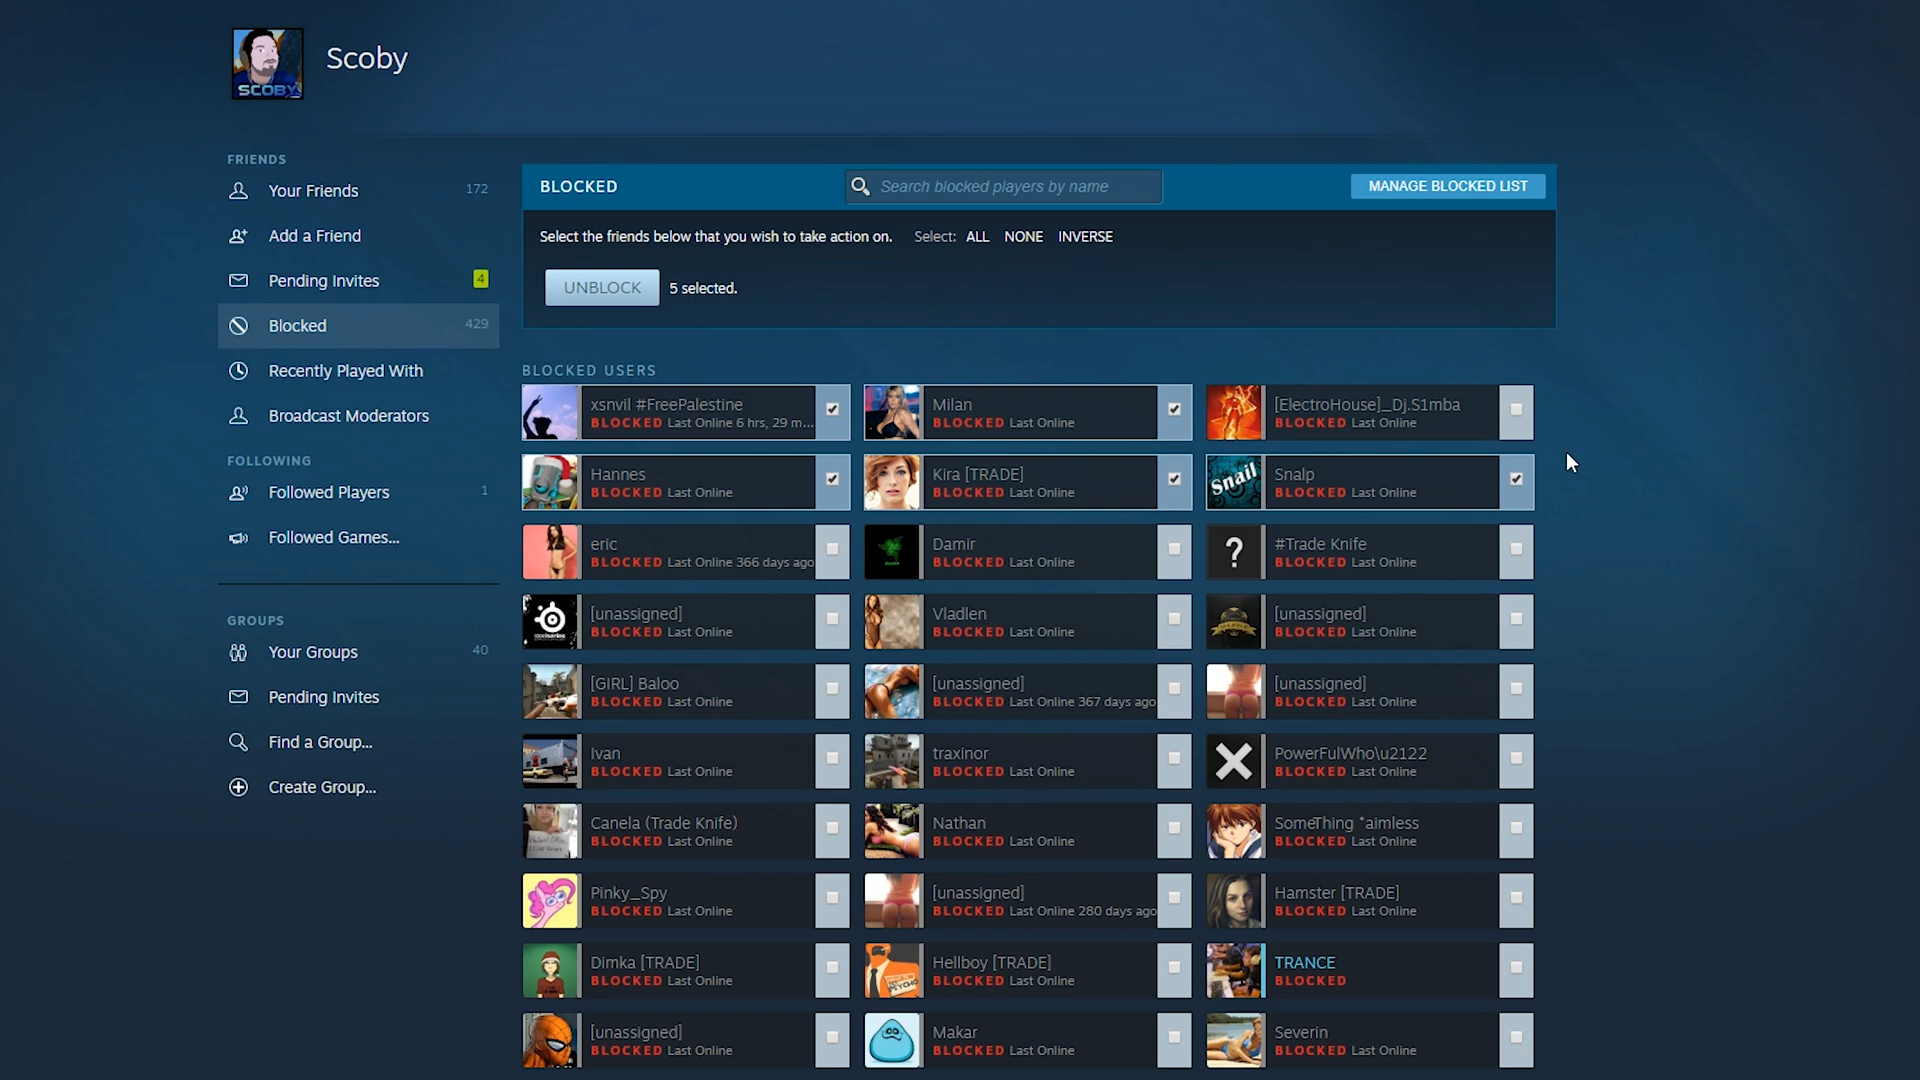 SCOBY
Scoby
FRIENDS
Your Friends 172
Add a Friend
Pending Invites 4
Blocked 429
Recently Played With
Broadcast Moderators
FOLLOWING
Followed Players 1
Followed Games...
GROUPS
Your Groups 40
Pending Invites
Find a Group...
Create Group...
BLOCKED
Search blocked players by name
MANAGE BLOCKED LIST
Select the friends below that you wish to take action on. Select: ALL NONE INVERSE
UNBLOCK 5 selected.
BLOCKED USERS
xsnvil #FreePalestine
BLOCKED Last Online 6 hrs, 29 m...
Milan
BLOCKED Last Online
[ElectroHouse]_Dj.S1mba
BLOCKED Last Online
Hannes
BLOCKED Last Online
Kira [TRADE]
BLOCKED Last Online
Snail
Snalp
BLOCKED Last Online
eric
BLOCKED Last Online 366 days ago
Damir
BLOCKED Last Online
?
#Trade Knife
BLOCKED Last Online
steelseries
[unassigned]
BLOCKED Last Online
Vladlen
BLOCKED Last Online
[unassigned]
BLOCKED Last Online
[GIRL] Baloo
BLOCKED Last Online
[unassigned]
BLOCKED Last Online 367 days ago
[unassigned]
BLOCKED Last Online
Ivan
BLOCKED Last Online
traxinor
BLOCKED Last Online
PowerFulWho\u2122
BLOCKED Last Online
Canela (Trade Knife)
BLOCKED Last Online
Nathan
BLOCKED Last Online
SomeThing *aimless
BLOCKED Last Online
Pinky_Spy
BLOCKED Last Online
[unassigned]
BLOCKED Last Online 280 days ago
Hamster [TRADE]
BLOCKED Last Online
Dimka [TRADE]
BLOCKED Last Online
PSYCHO
Hellboy [TRADE]
BLOCKED Last Online
TRANCE
BLOCKED
[unassigned]
BLOCKED Last Online
Makar
BLOCKED Last Online
Severin
BLOCKED Last Online